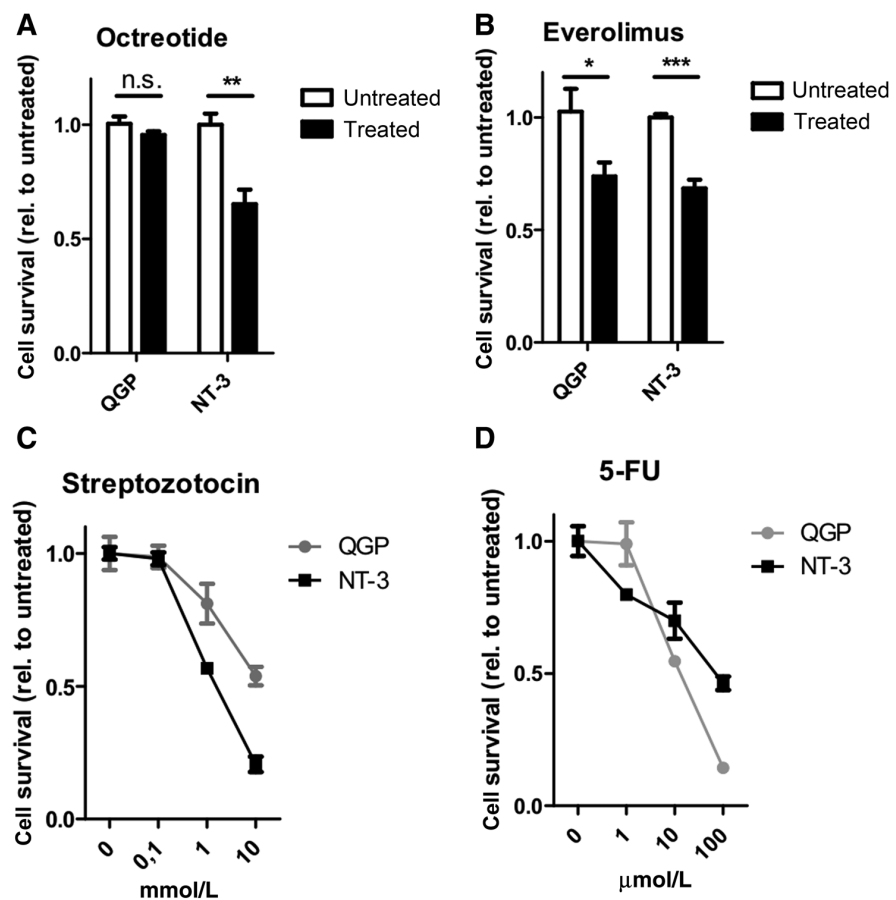 A
Octreotide
Cell survival (rel. to untreated)
n.s.
**
Untreated
Treated
1.0
0.5
0.0
QGP
NT-3
B
Everolimus
Cell survival (rel. to untreated)
*
***
Untreated
Treated
1.0
0.5
0.0
QGP
NT-3
C
Streptozotocin
Cell survival (rel. to untreated)
QGP
NT-3
1.0
0.5
0.0
0
0,1
1
10
mmol/L
D
5-FU
Cell survival (rel. to untreated)
QGP
NT-3
1.0
0.5
0.0
0
1
10
100
μmol/L